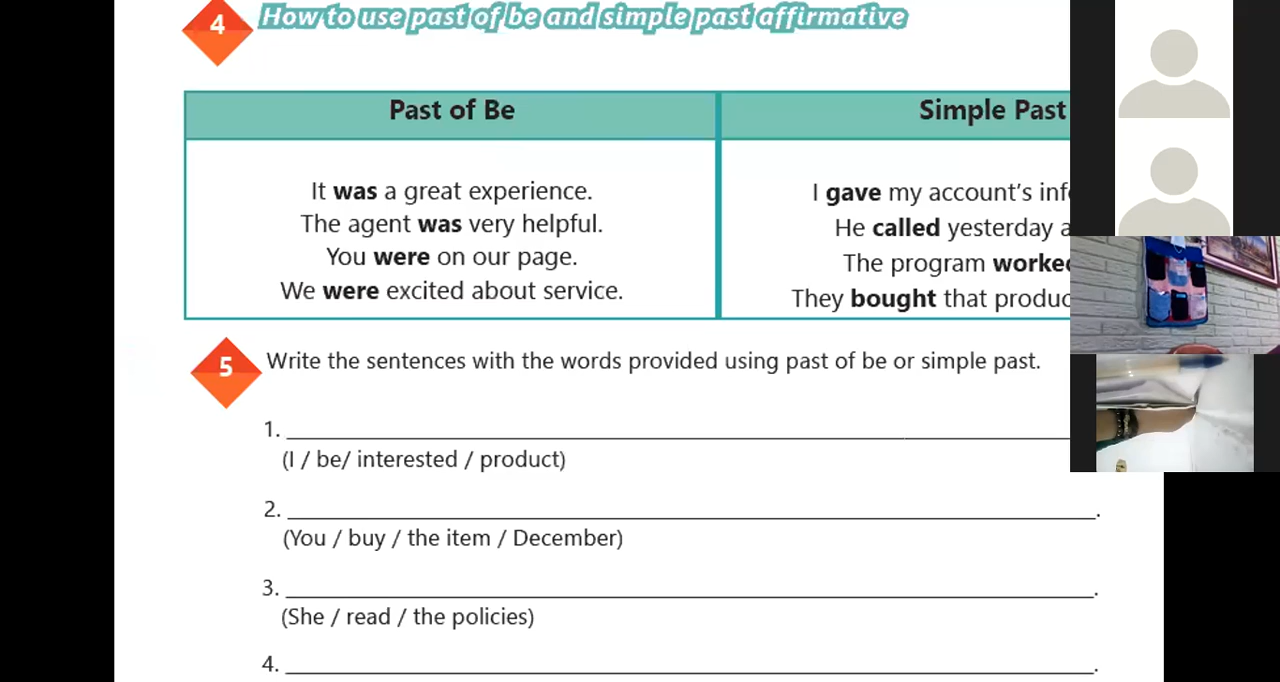 4
How to use past of be and simple past affirmative
Past of Be
Simple Past
It was a great experience.
The agent was very helpful.
You were on our page.
We were excited about service.
I gave my account's
He called yesterday
The program
They bought that
5
Write the sentences with the words provided using past of be or simple past.
1. ____________________
(I / be/ interested / product)
2. ____________________.
(You / buy / the item / December)
3. ____________________.
(She / read / the policies)
4. ____________________.